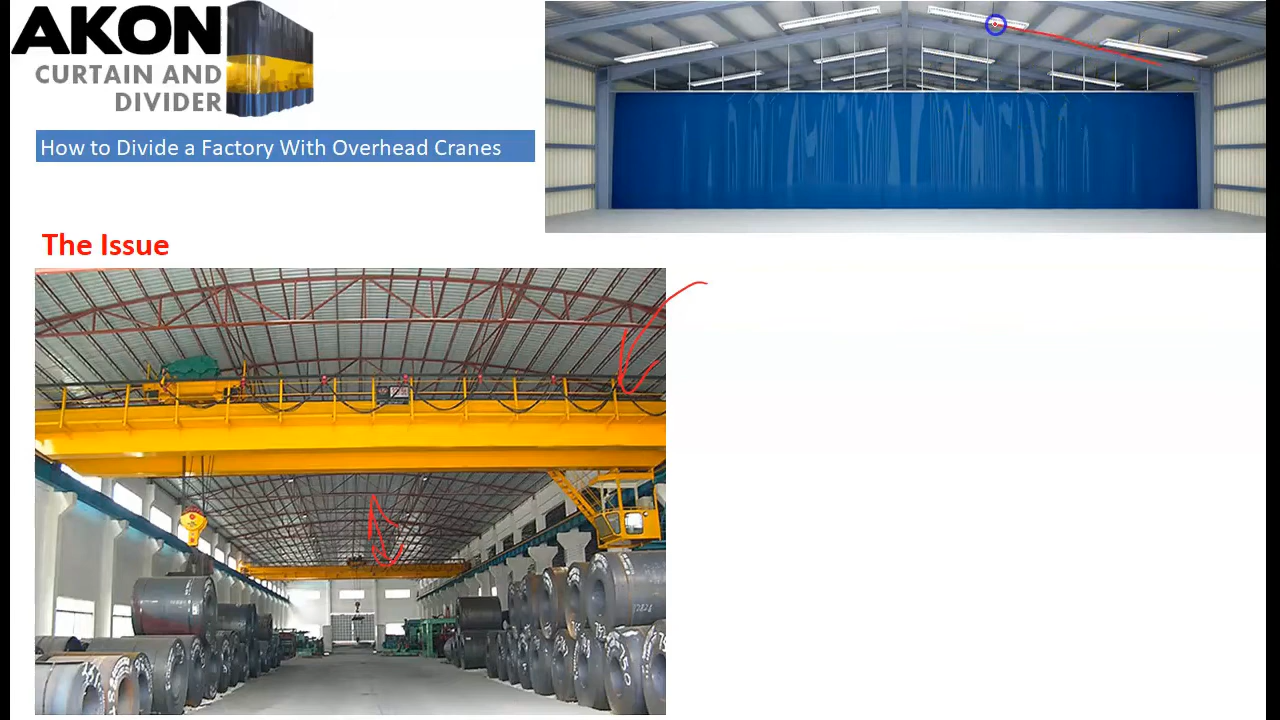 AKON
CURTAIN AND
DIVIDER
How to Divide a Factory With Overhead Cranes
The Issue